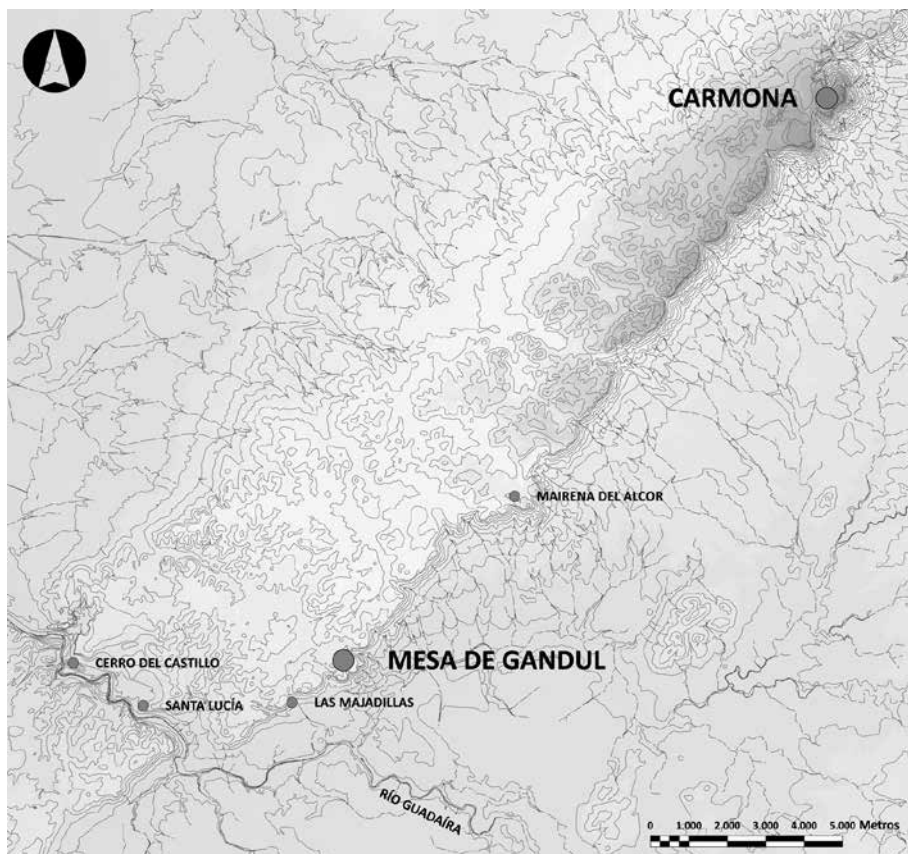 CARMONA
MAIRENA DEL ALCOR
MESA DE GANDUL
CERRO DEL CASTILLO
SANTA LUCÍA
LAS MAJADILLAS
RÍO GUADAÍRA
0 1.000 2.000 3.000 4.000 5.000 Metros